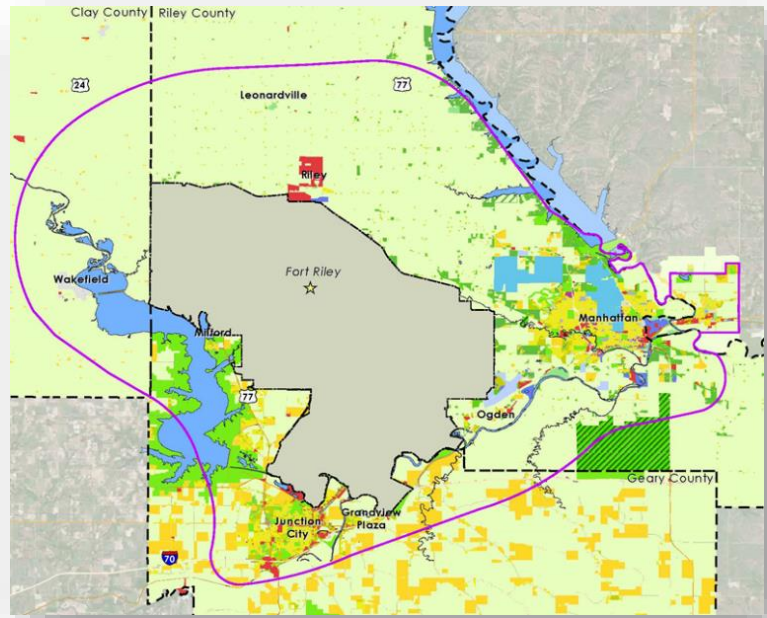 Clay County
Riley County
24
77
Leonardville
Riley
Fort Riley
Wakefield
Milford
Manhattan
77
Ogden
Geary County
Junction
City
Grandview
Plaza
70